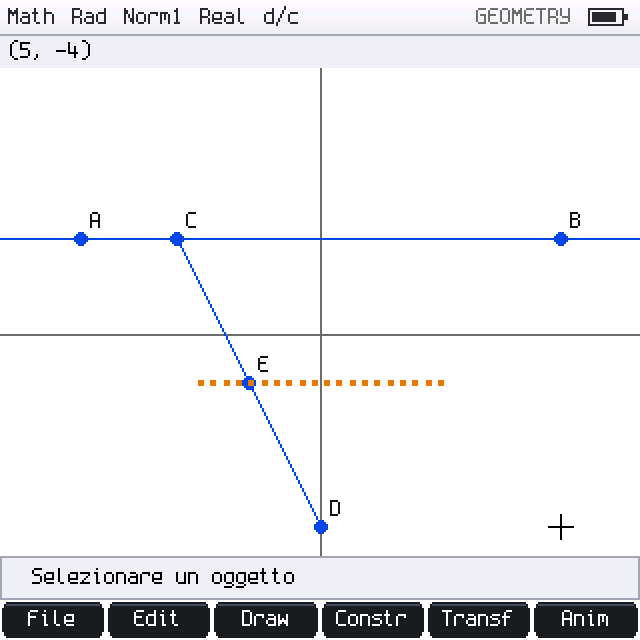 Math Rad Norm1 Real d/c GEOMETRY
(5, -4)
A C B
E
D
Selezionare un oggetto
File Edit Draw Constr Transf Anim